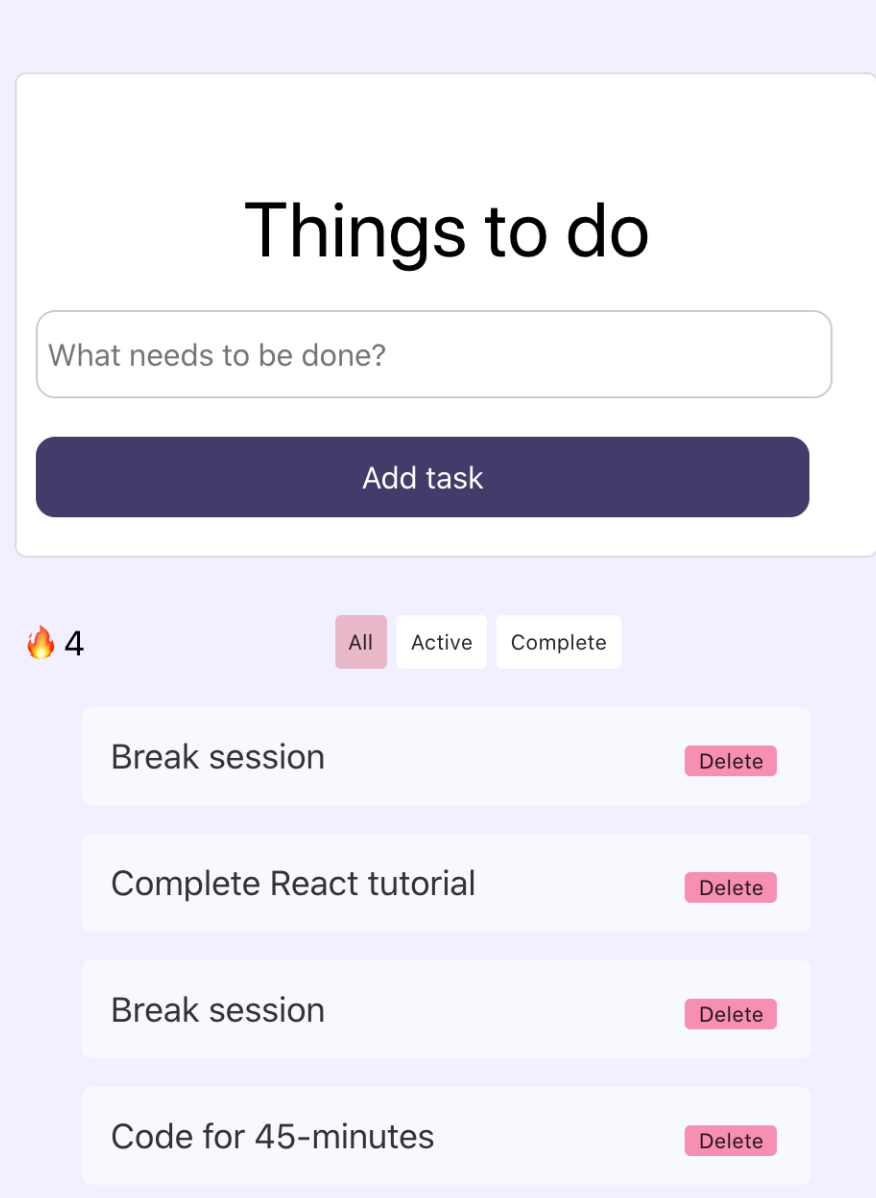 Things to do
What needs to be done?
Add task
🔥 4
All Active Complete
Break session Delete
Complete React tutorial Delete
Break session Delete
Code for 45-minutes Delete